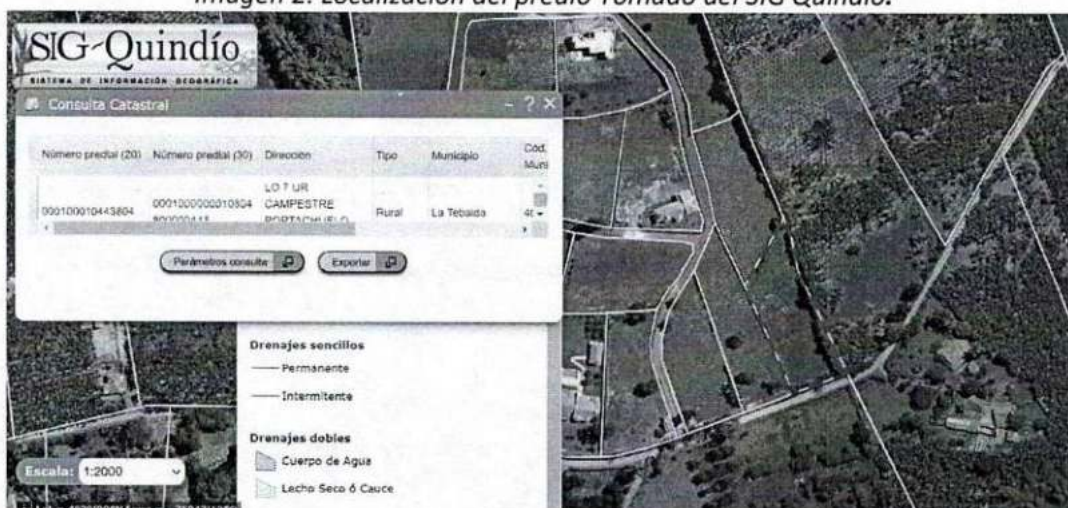 Imagen 2. Localización del predio Tomado del SIG Quindío.
SIG-Quindío
SISTEMA DE INFORMACIÓN GEOGRÁFICA
Consulta Catastral
Número predial (20) Número predial (30) Dirección Tipo Municipio Cód. Muni
LO 7 UR
000100010443804 0001000000010804 CAMPESTRE Rural La Tebaida
PORTACHUELO
Parámetros consulta Exportar
Drenajes sencillos
Permanente
Intermitente
Drenajes dobles
Cuerpo de Agua
Lecho Seco ó Cauce
Escala: 1:2000